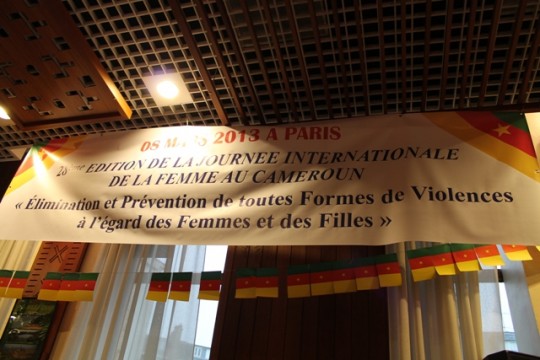 08 MARS 2013 A PARIS
28ème EDITION DE LA JOURNEE INTERNATIONALE
DE LA FEMME AU CAMEROUN
« Élimination et Prévention de toutes Formes de Violences
à l'égard des Femmes et des Filles »